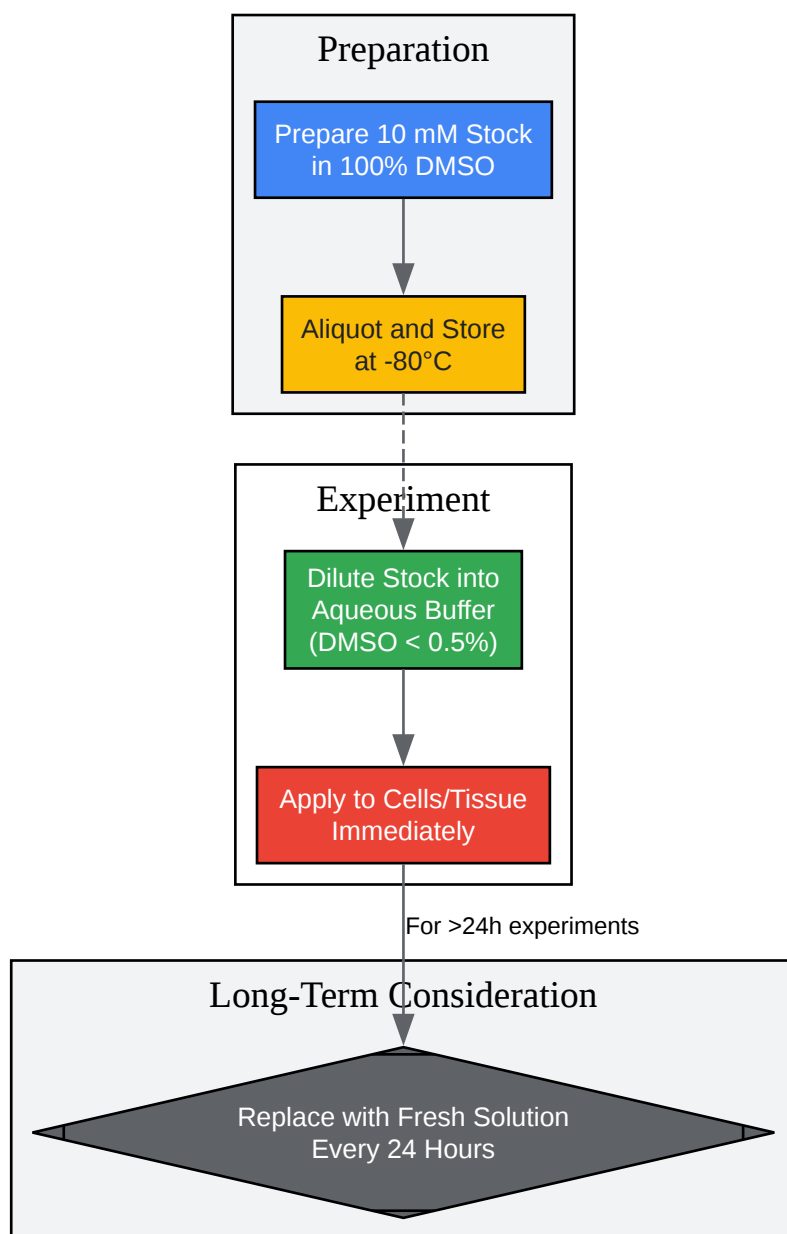 Preparation
Prepare 10 mM Stock
in 100% DMSO
Aliquot and Store
at -80°C
Experiment
Dilute Stock into
Aqueous Buffer
(DMSO < 0.5%)
Apply to Cells/Tissue
Immediately
For >24h experiments
Long-Term Consideration
Replace with Fresh Solution
Every 24 Hours